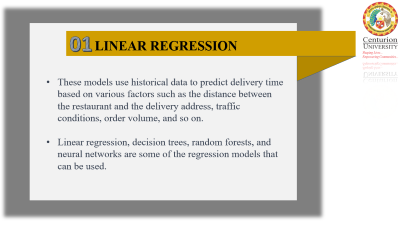 01 LINEAR REGRESSION
Centurion
UNIVERSITY
• These models use historical data to predict delivery time
based on various factors such as the distance between
the restaurant and the delivery address, traffic
conditions, order volume, and so on.
• Linear regression, decision trees, random forests, and
neural networks are some of the regression models that
can be used.